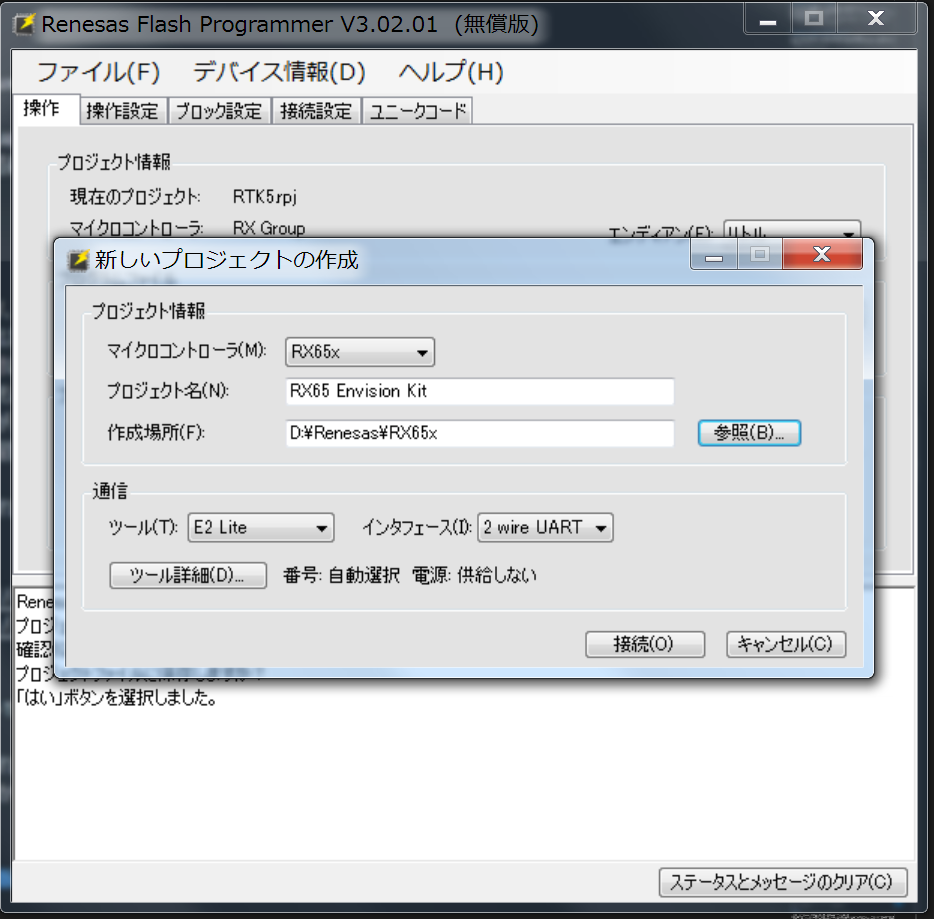 Renesas Flash Programmer V3.02.01 (無償版)
ファイル(F) デバイス情報(D) ヘルプ(H)
操作 操作設定 ブロック設定 接続設定 ユニークコード
プロジェクト情報
現在のプロジェクト: RTK5.rpj
マイクロコントローラ: RX Group エンディアン(E): リトル
新しいプロジェクトの作成
プロジェクト情報
マイクロコントローラ(M): RX65x
プロジェクト名(N): RX65 Envision Kit
作成場所(F): D:¥Renesas¥RX65x 参照(B)...
通信
ツール(T): E2 Lite インタフェース(I): 2 wire UART
ツール詳細(D)... 番号: 自動選択 電源: 供給しない
接続(O) キャンセル(C)
Rene
プロジ
確認
「はい」ボタンを選択しました。
ステータスとメッセージのクリア(C)